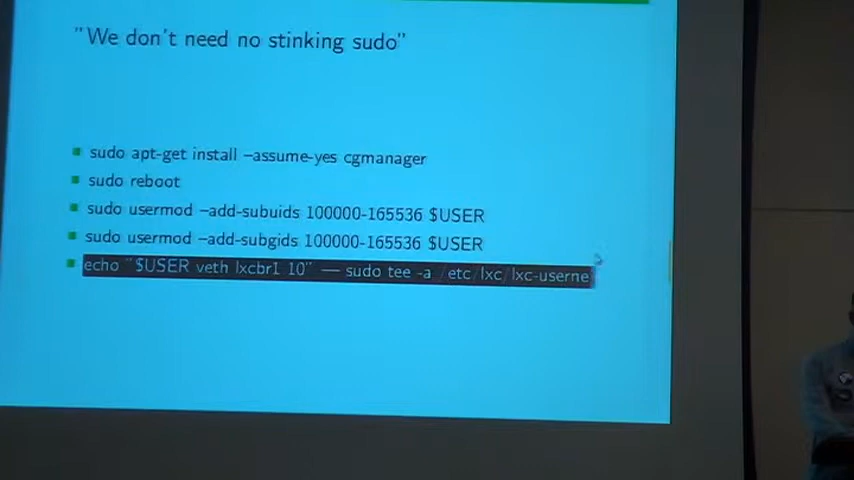 "We don't need no stinking sudo"
sudo apt-get install –assume-yes cgmanager
sudo reboot
sudo usermod –add-subuids 100000-165536 $USER
sudo usermod –add-subgids 100000-165536 $USER
echo "$USER veth lxcbr1 10" — sudo tee -a /etc/lxc/lxc-userne